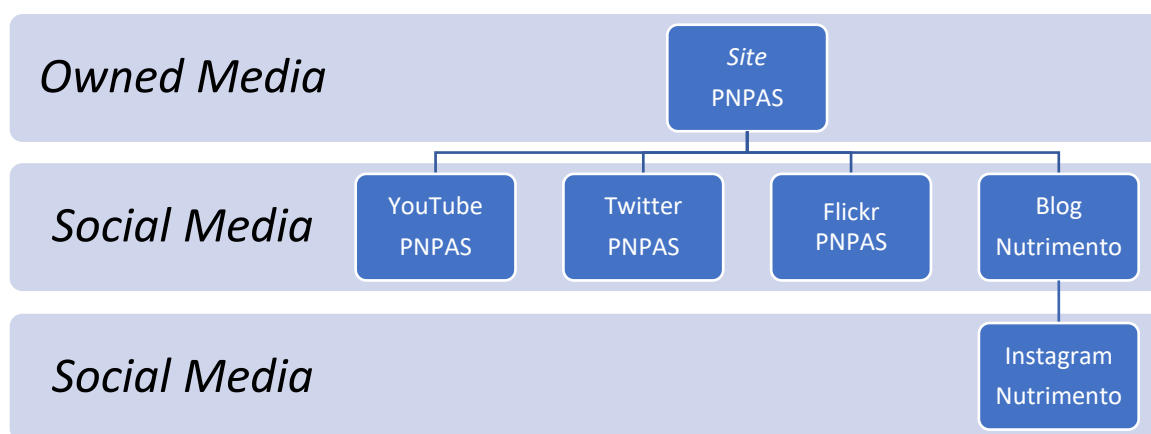 Owned Media
Site
PNPAS
Social Media
YouTube
PNPAS
Twitter
PNPAS
Flickr
PNPAS
Blog
Nutrimento
Social Media
Instagram
Nutrimento